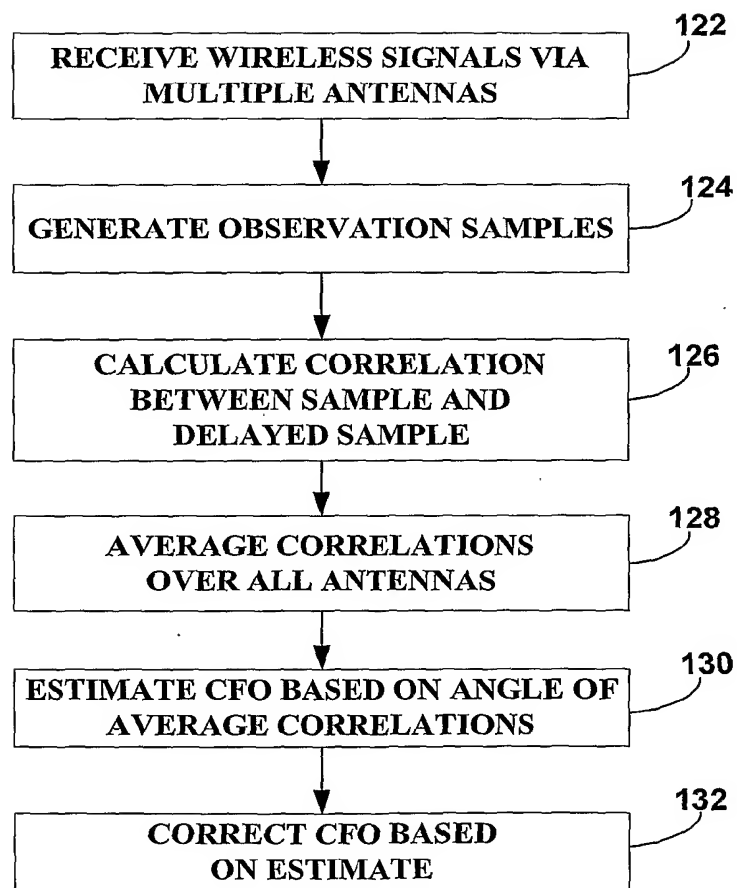 122
RECEIVE WIRELESS SIGNALS VIA
MULTIPLE ANTENNAS
124
GENERATE OBSERVATION SAMPLES
126
CALCULATE CORRELATION
BETWEEN SAMPLE AND
DELAYED SAMPLE
128
AVERAGE CORRELATIONS
OVER ALL ANTENNAS
130
ESTIMATE CFO BASED ON ANGLE OF
AVERAGE CORRELATIONS
132
CORRECT CFO BASED
ON ESTIMATE